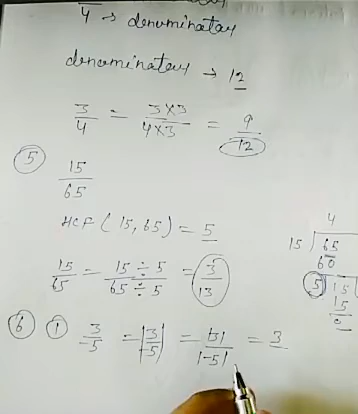 4 → denominator
denominator → 12
3/4 = 3×3/4×3 = 9/12
⑤
15/65
HCF (15, 65) = 5
15/65 = 15÷5/65÷5 = 3/13
4
15 ) 65
60
5 ) 15
15
0
⑥ ① 3/-5 = |3/-5| = |3|/|-5| = 3